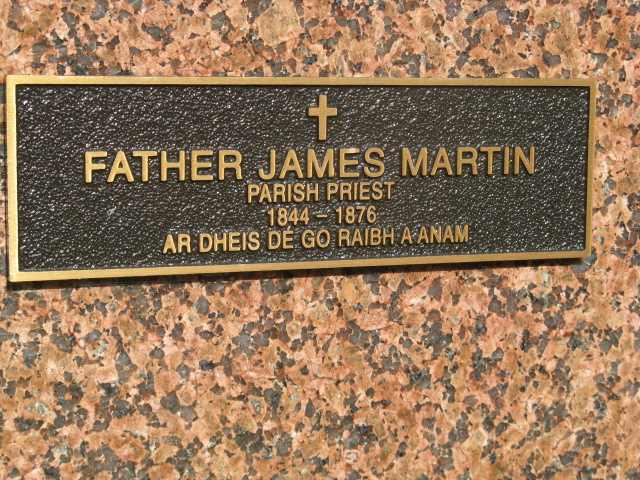 FATHER JAMES MARTIN
PARISH PRIEST
1844 - 1876
AR DHEIS DÉ GO RAIBH A ANAM